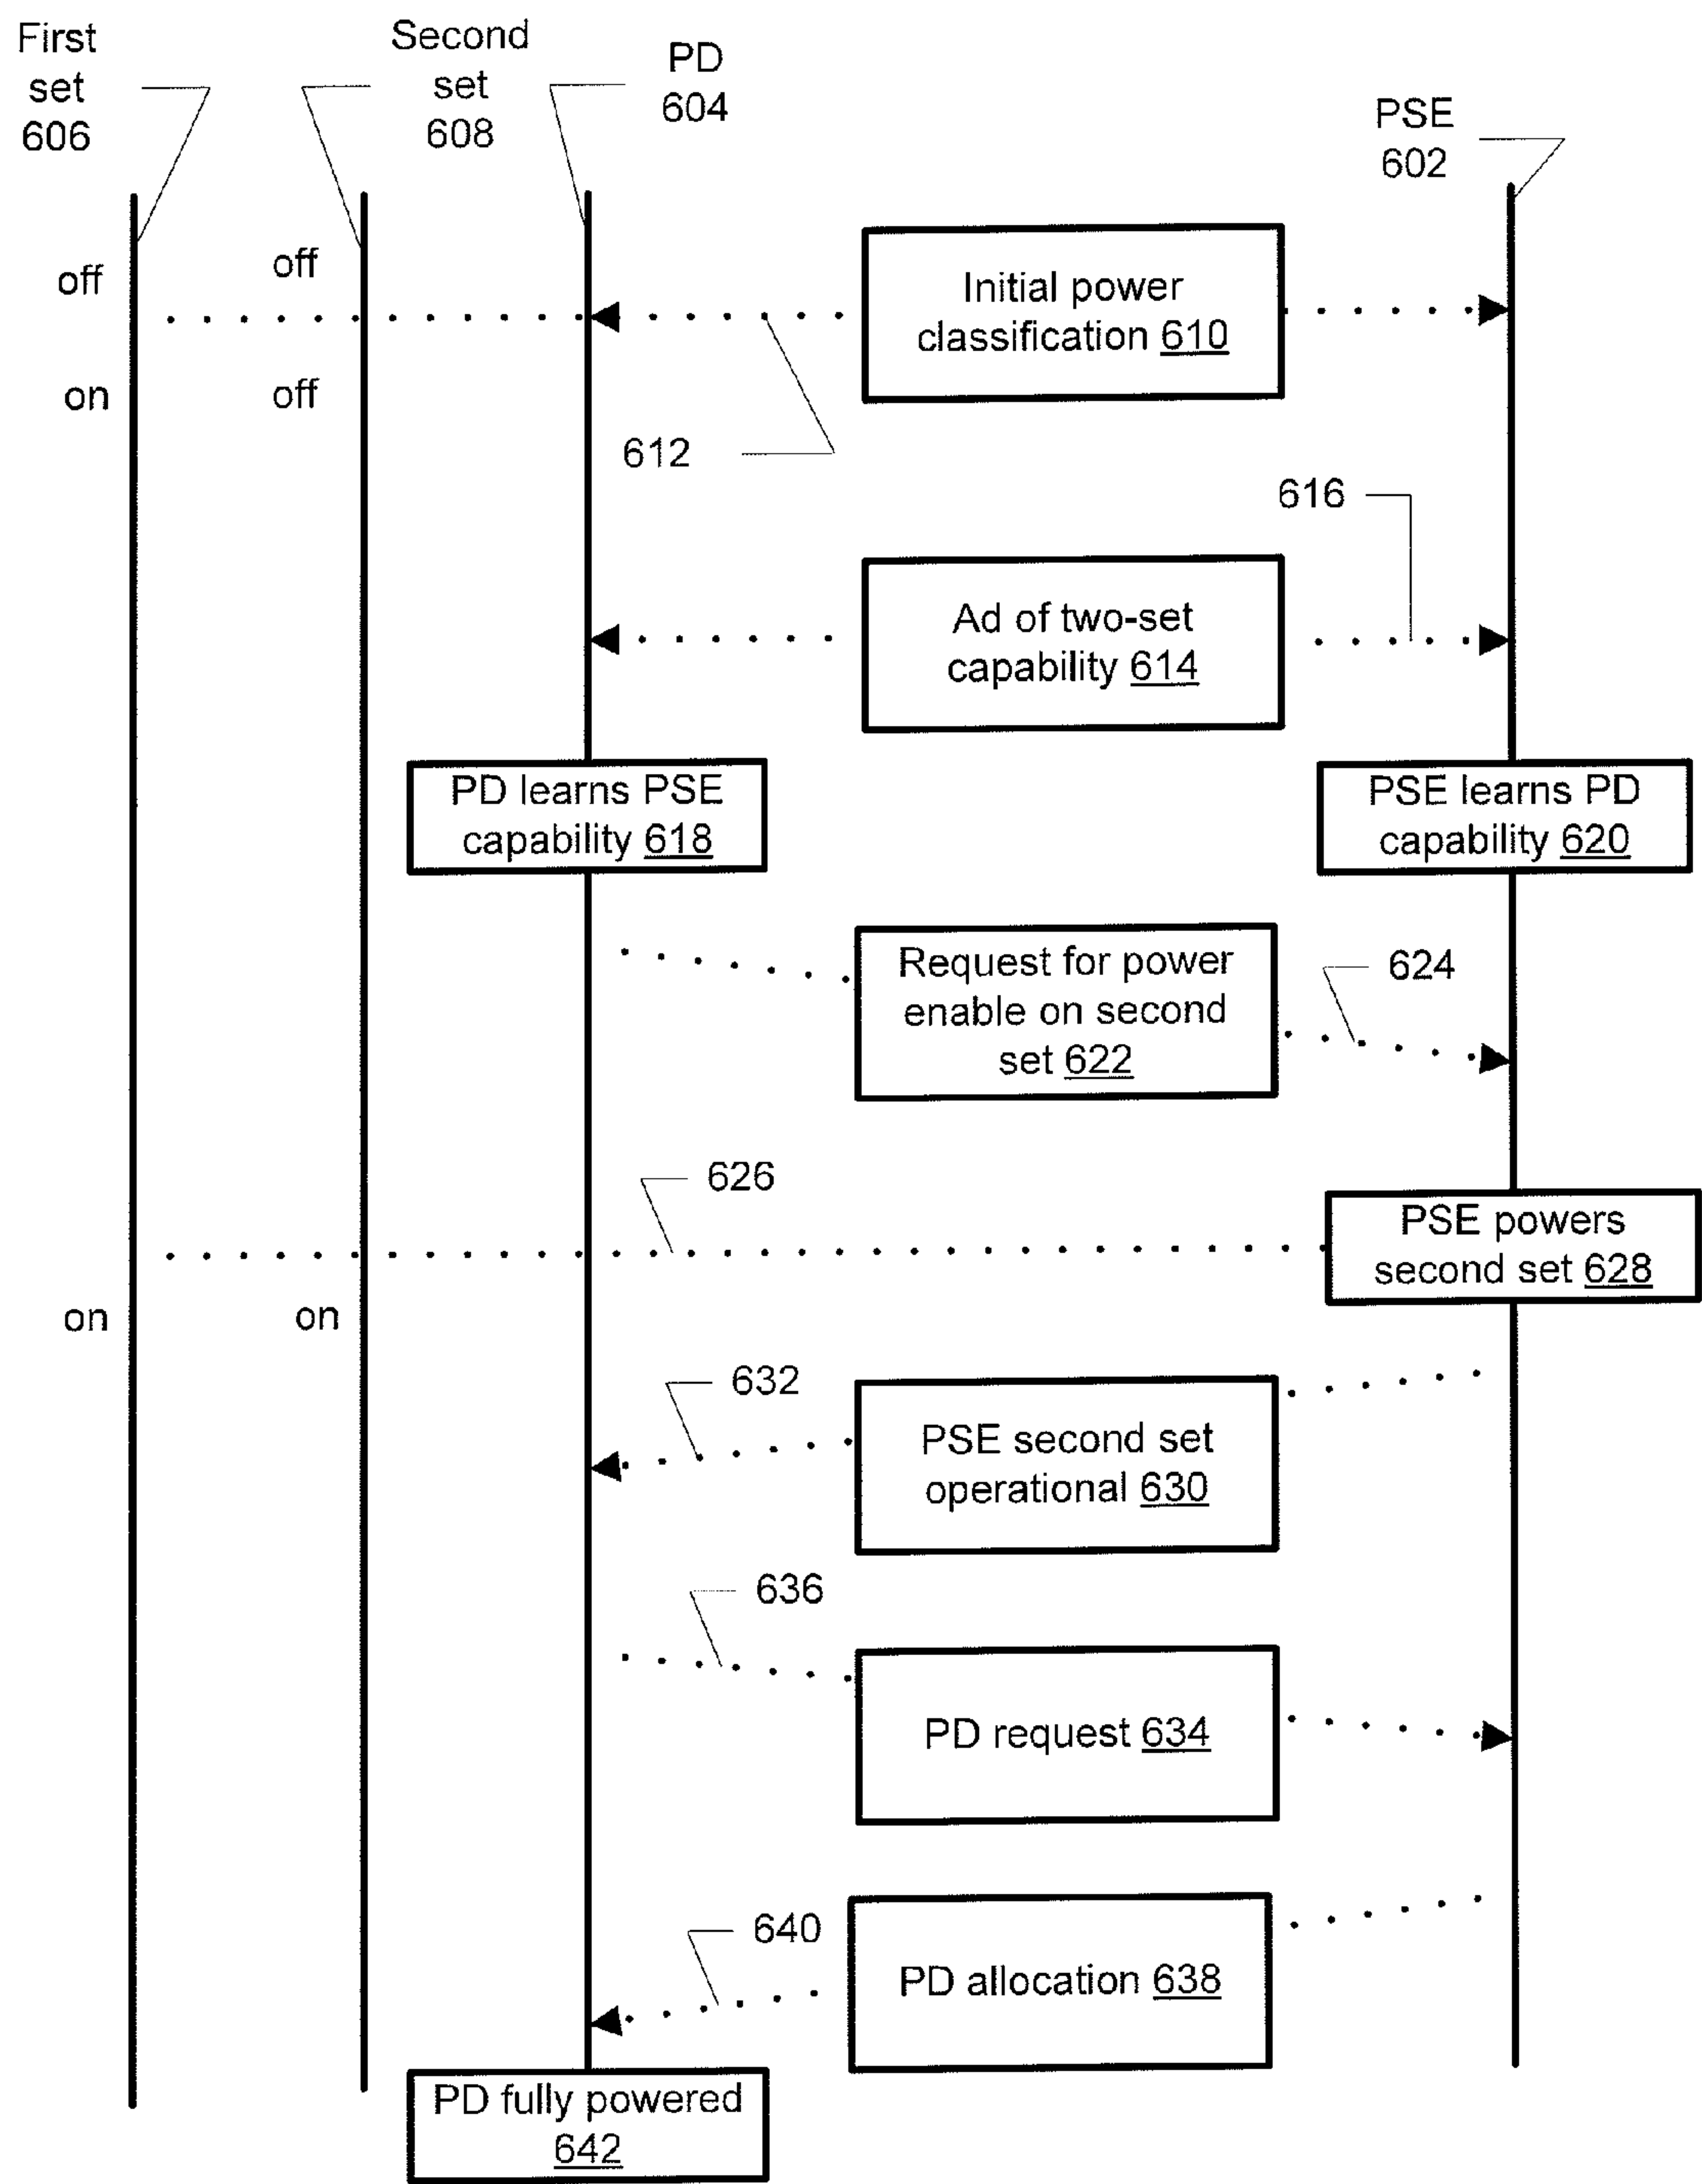 First
set
606
Second
set
608
PD
604
PSE
602
off
off
Initial power
classification 610
on
off
612
616
Ad of two-set
capability 614
PD learns PSE
capability 618
PSE learns PD
capability 620
Request for power
enable on second
set 622
624
626
PSE powers
second set 628
on
on
632
PSE second set
operational 630
636
PD request 634
640
PD allocation 638
PD fully powered
642